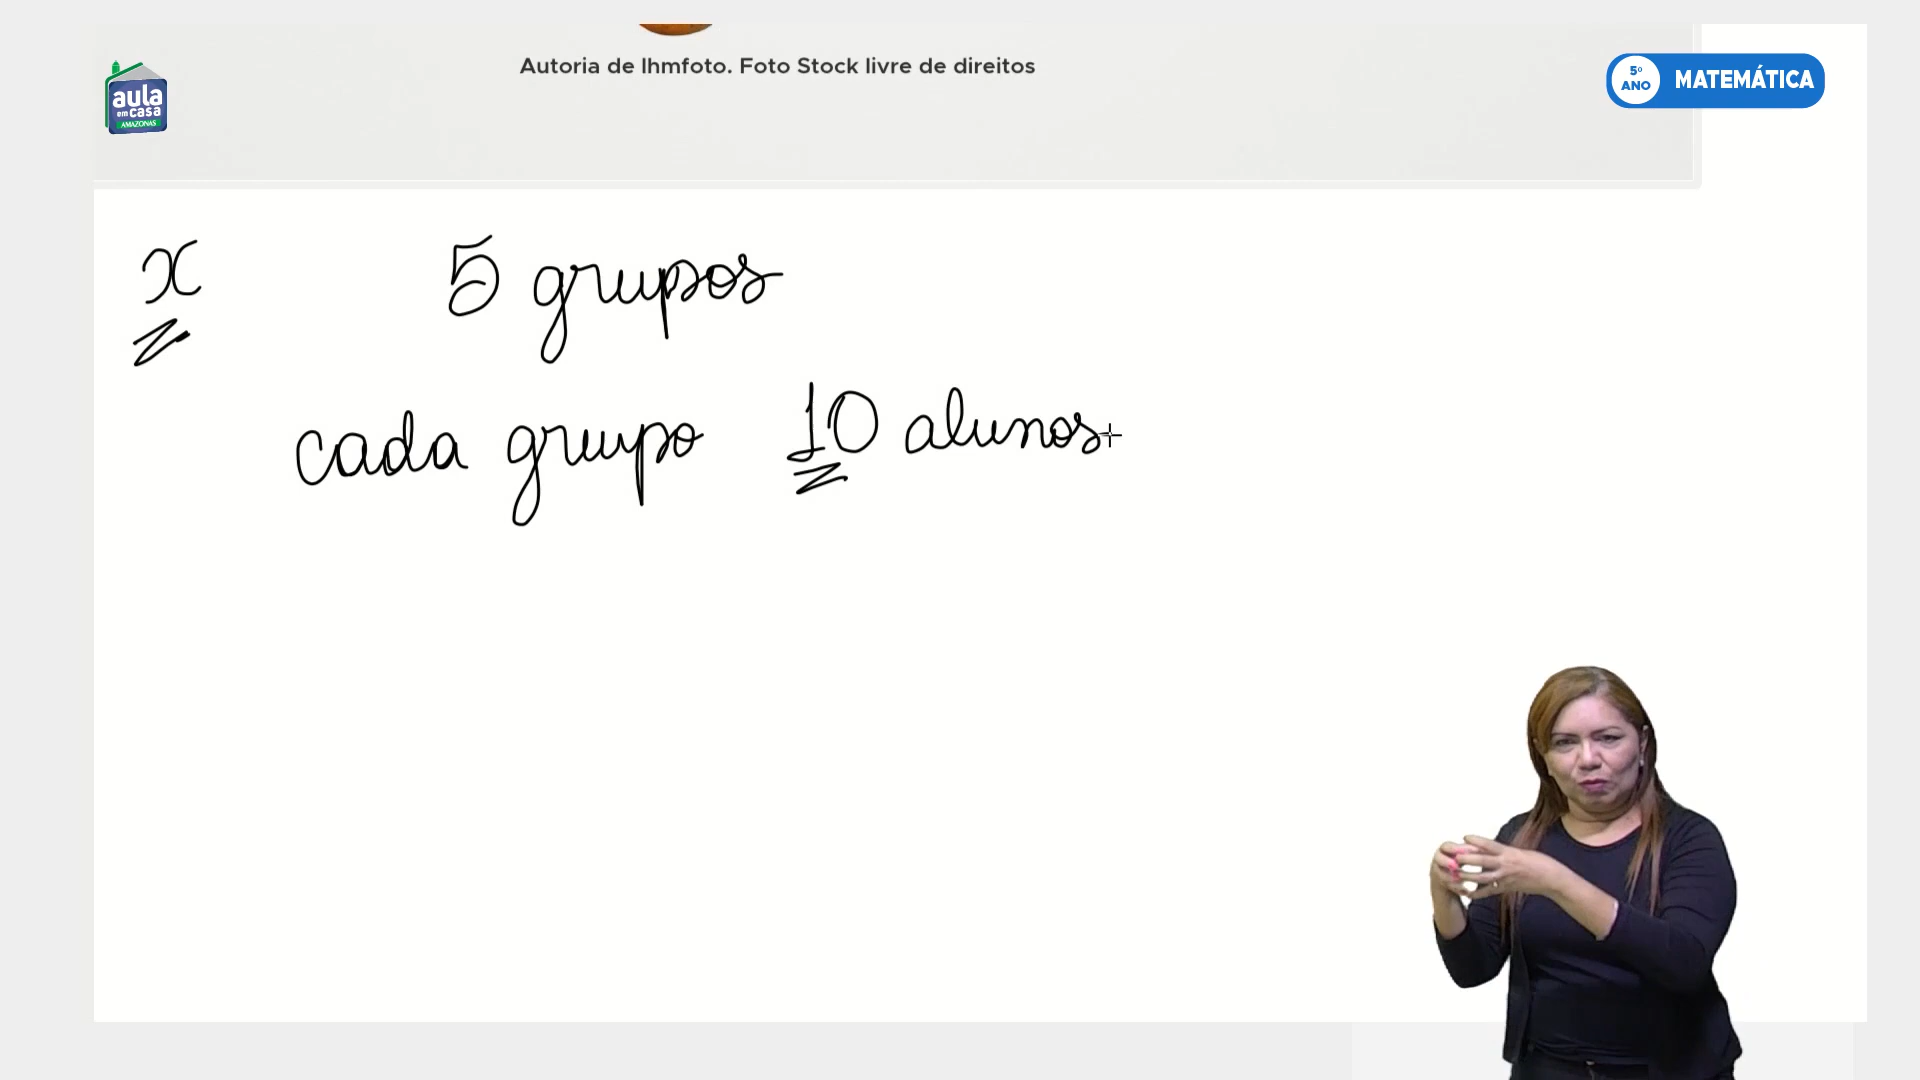 Autoria de lhmfoto. Foto Stock livre de direitos
aula
em casa
AMAZONAS
5º
ANO
MATEMÁTICA
x 5 grupos
cada grupo 10 alunos